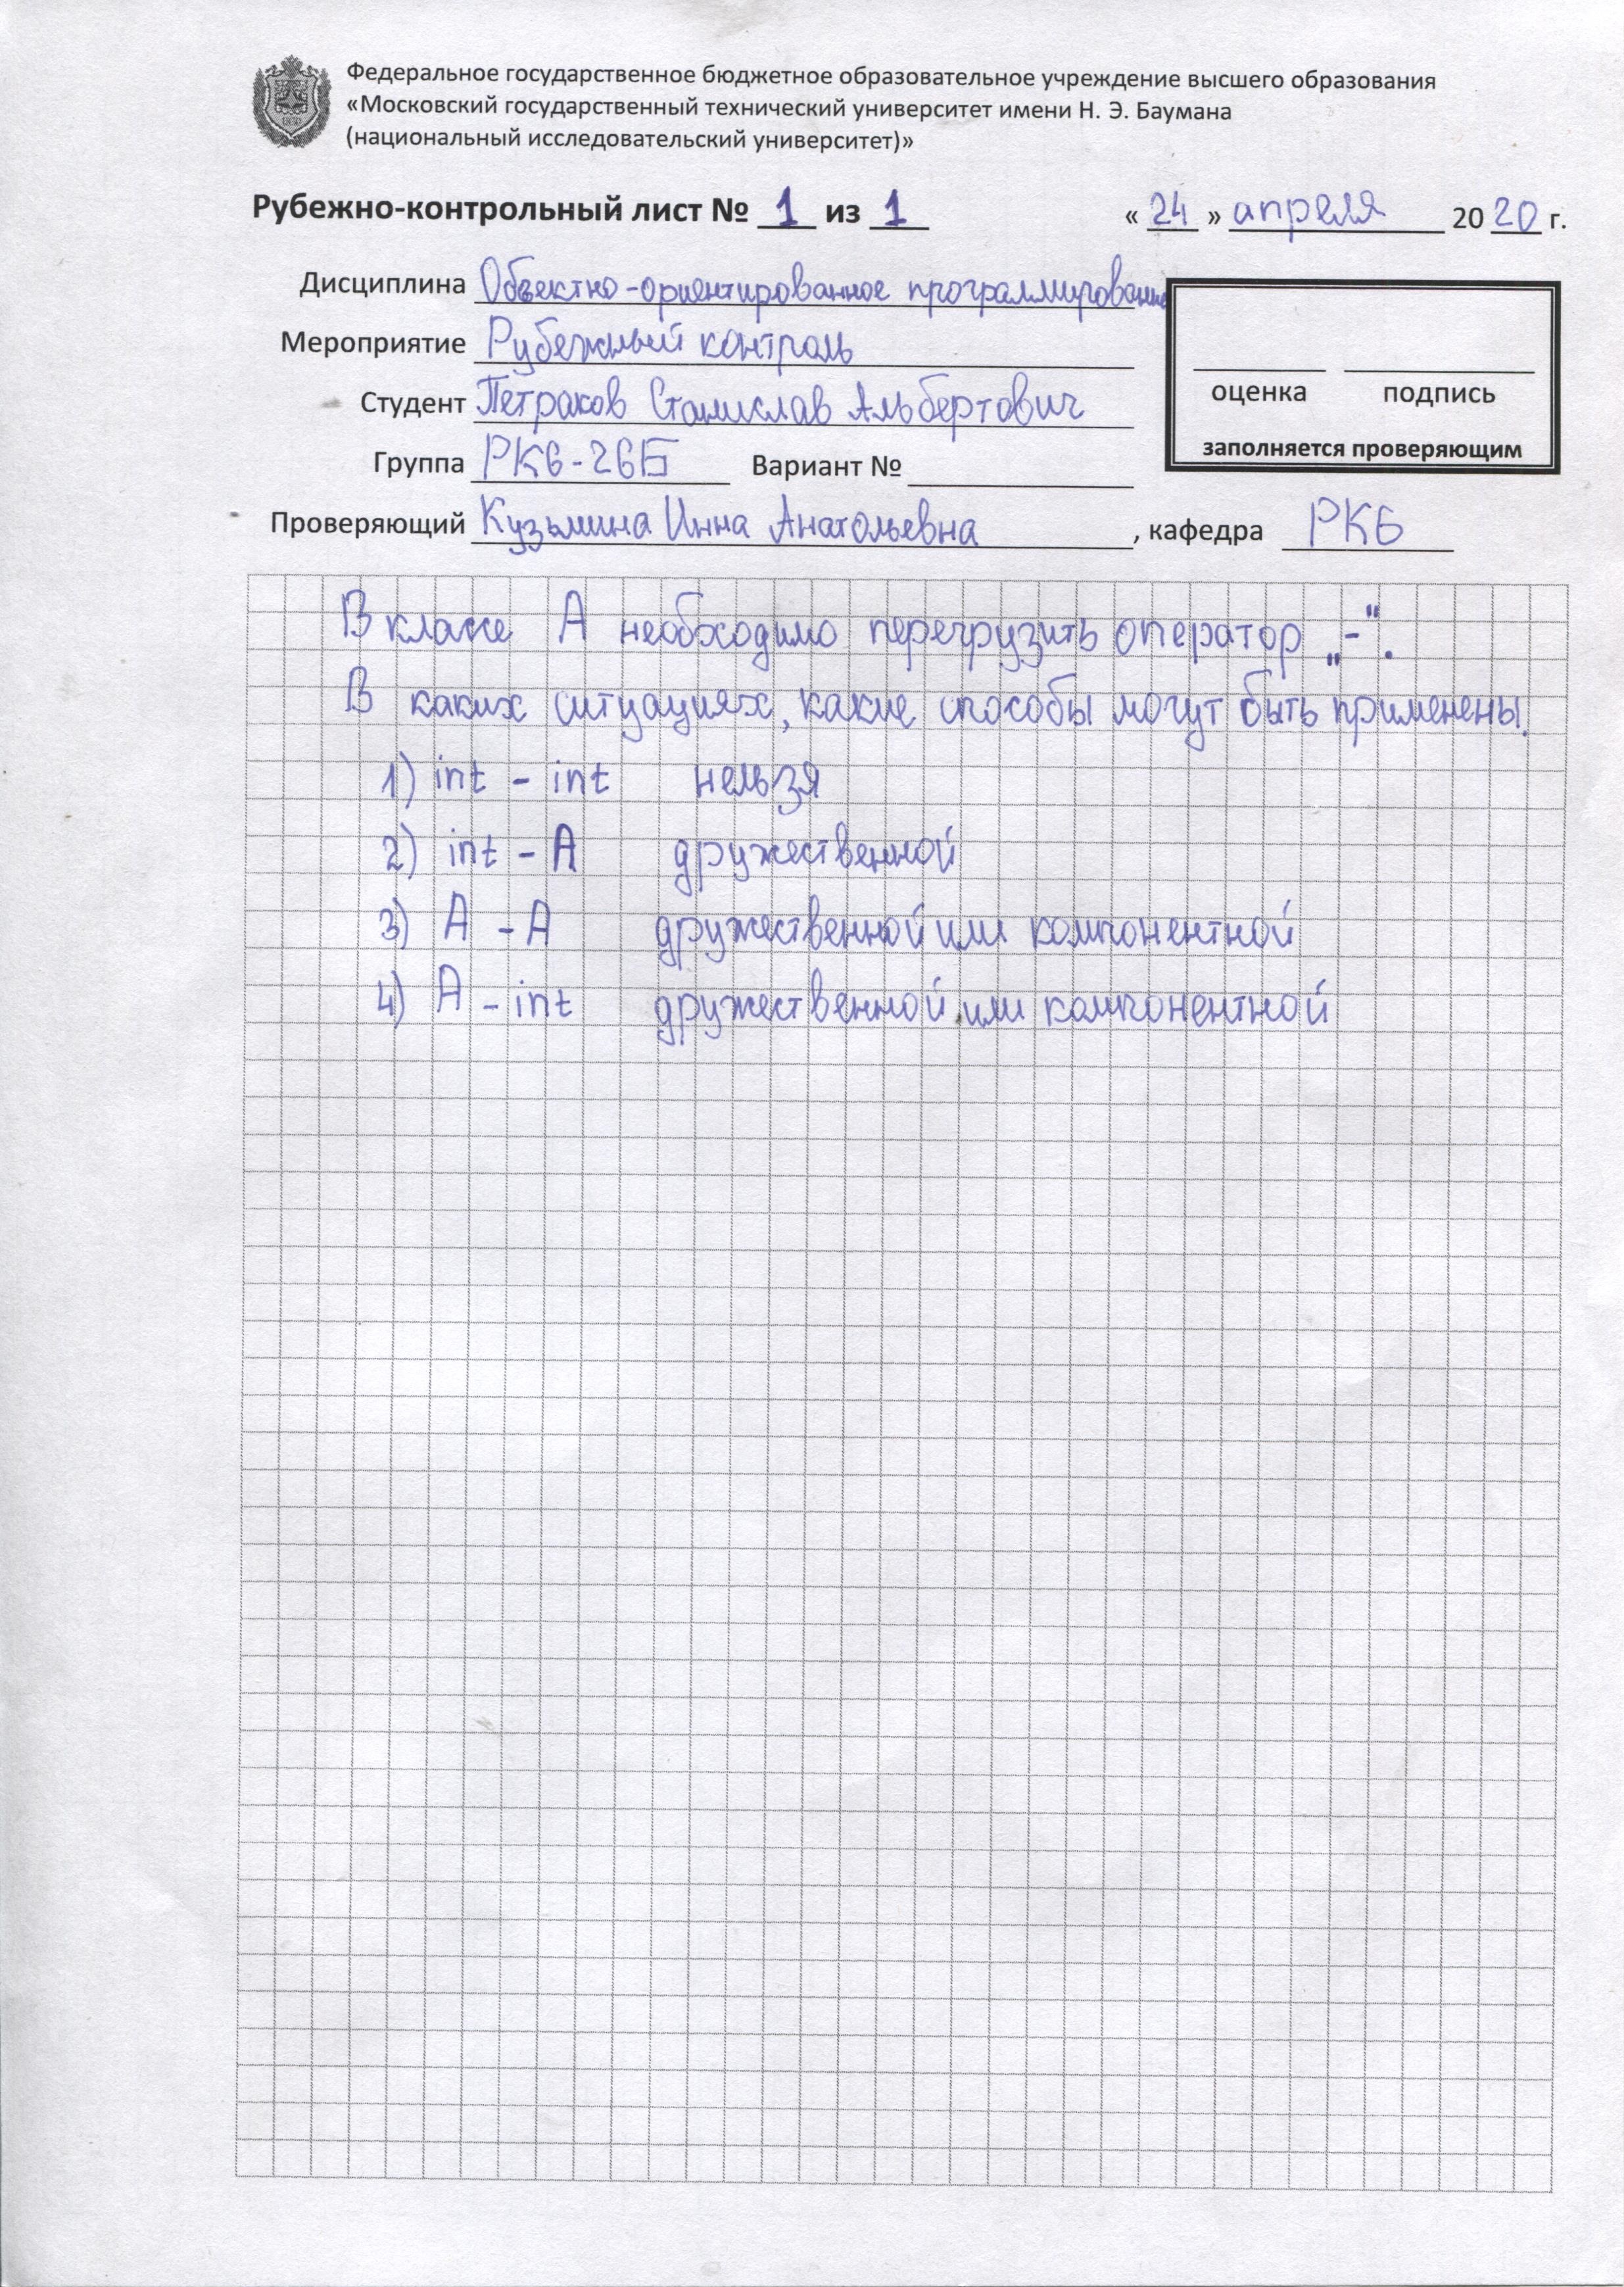 Федеральное государственное бюджетное образовательное учреждение высшего образования
«Московский государственный технический университет имени Н. Э. Баумана
(национальный исследовательский университет)»
Рубежно-контрольный лист № 1 из 1 « 24 » апреля 20 20 г.
Дисциплина Объектно-ориентированное программирование
Мероприятие Рубежный контроль
оценка подпись
Студент Петраков Станислав Альбертович
заполняется проверяющим
Группа РК6-26Б Вариант №
Проверяющий Кузьмина Инна Анатольевна , кафедра РК6
В классе А необходимо перегрузить оператор „-“.
В каких ситуациях, какие способы могут быть применены.
1) int - int нельзя
2) int - A дружественной
3) A - A дружественной или компонентной
4) A - int дружественной или компонентной